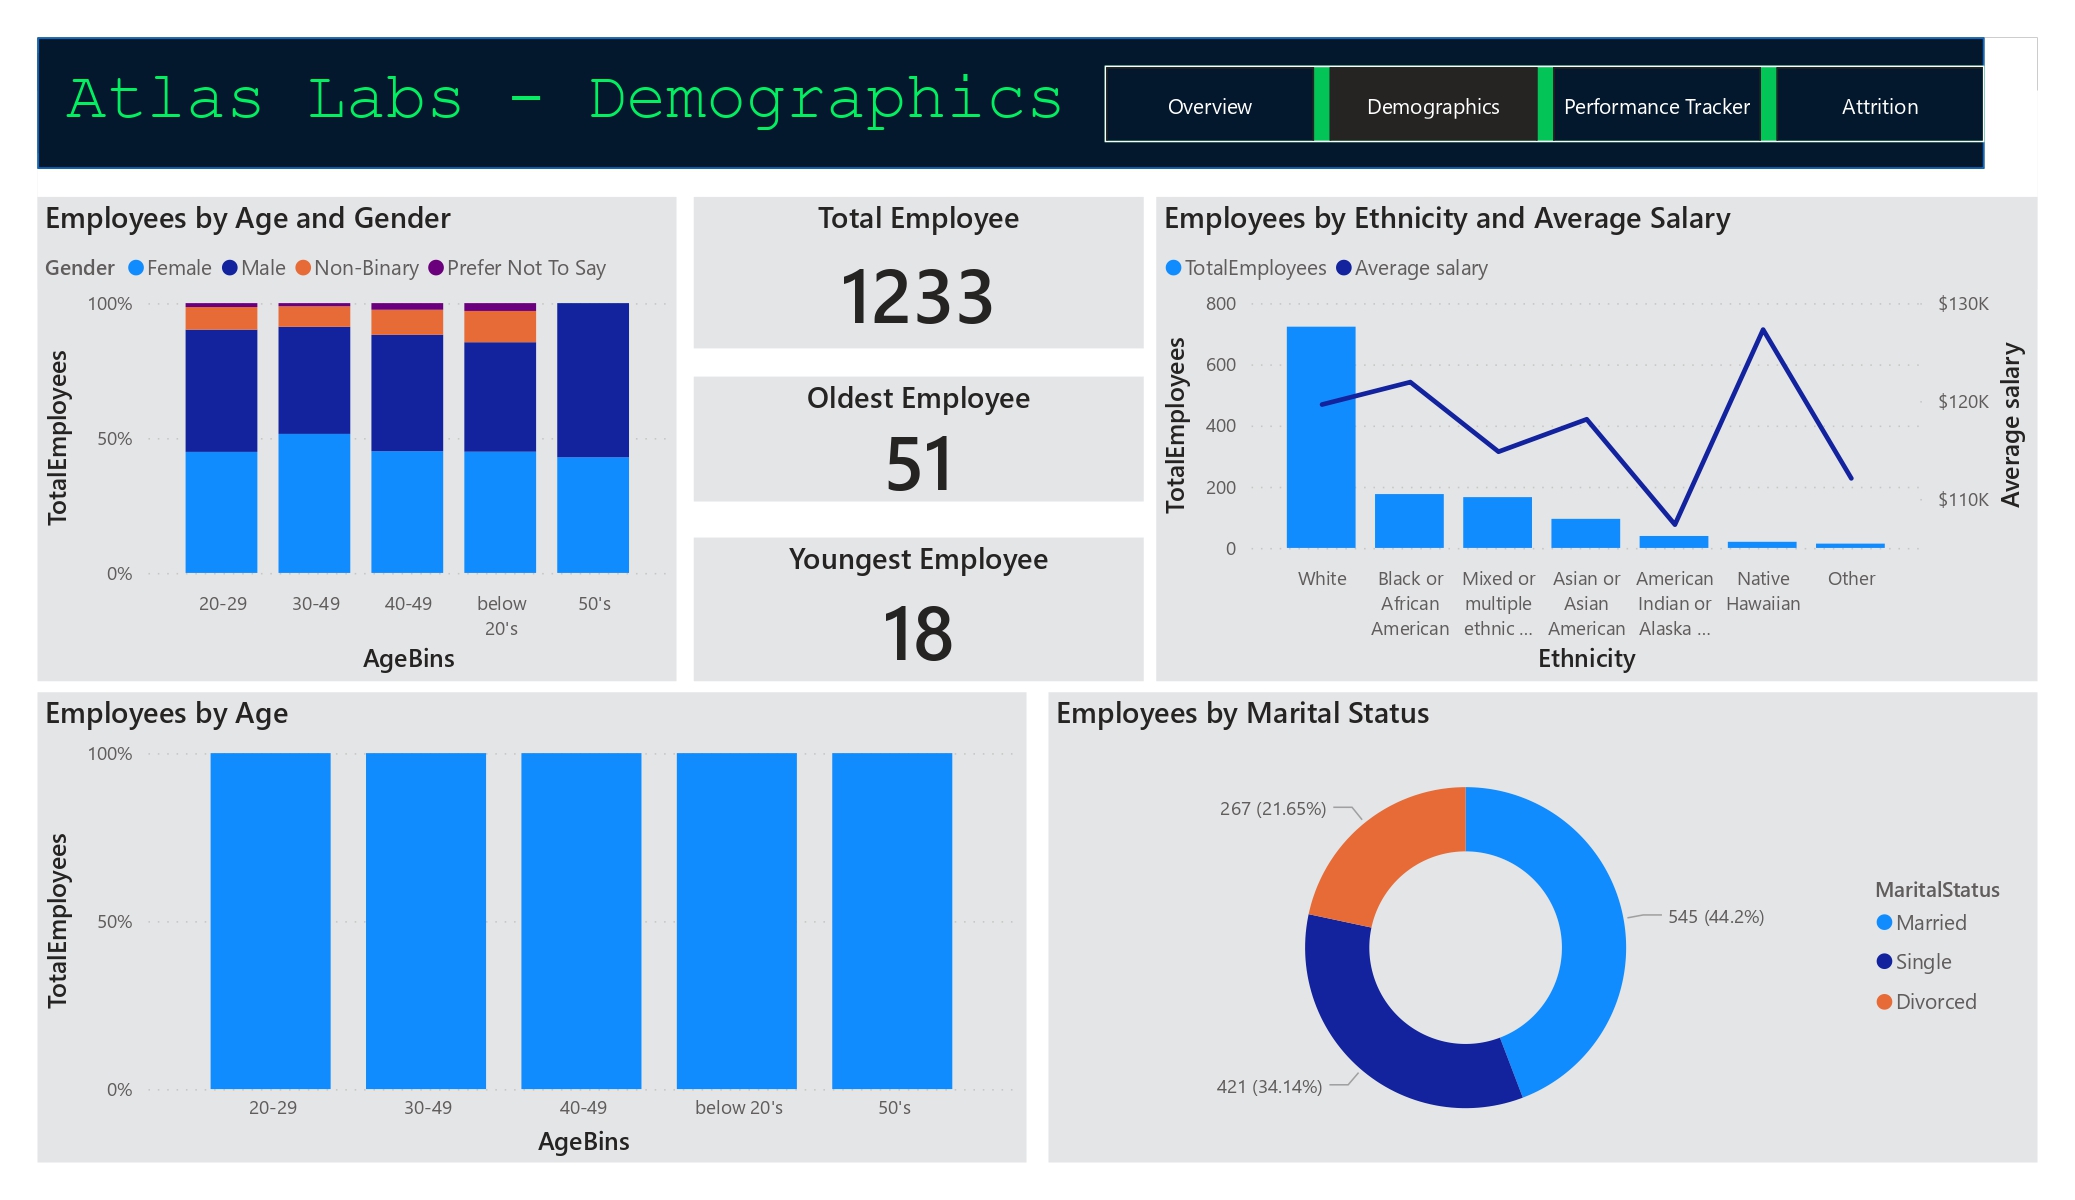 Atlas Labs - Demographics
Overview
Demographics
Performance Tracker
Attrition
Employees by Age and Gender
Gender Female Male Non-Binary Prefer Not To Say
TotalEmployees
100%
50%
0%
20-29
30-49
40-49
below
20's
50's
AgeBins
Total Employee
1233
Oldest Employee
51
Youngest Employee
18
Employees by Ethnicity and Average Salary
TotalEmployees Average salary
TotalEmployees
800
600
400
200
0
$130K
$120K
$110K
Average salary
White
Black or
African
American
Mixed or
multiple
ethnic ...
Asian or
Asian
American
American
Indian or
Alaska ...
Native
Hawaiian
Other
Ethnicity
Employees by Age
TotalEmployees
100%
50%
0%
20-29
30-49
40-49
below 20's
50's
AgeBins
Employees by Marital Status
267 (21.65%)
545 (44.2%)
421 (34.14%)
MaritalStatus
Married
Single
Divorced